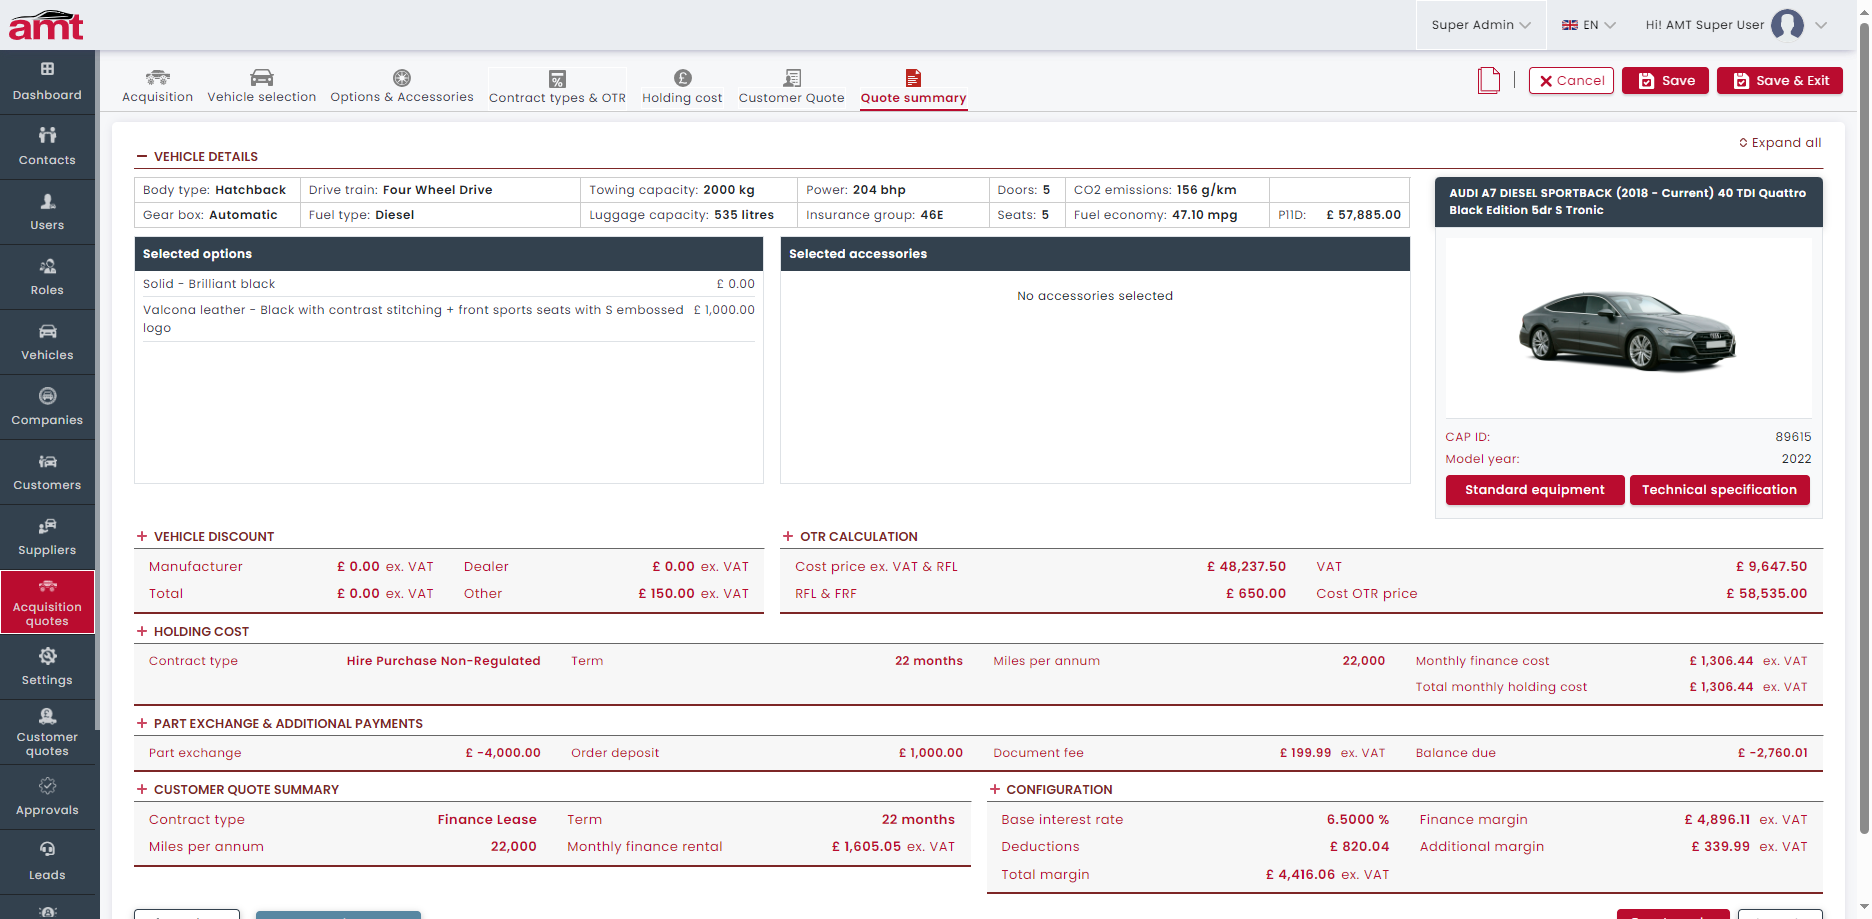 amt
Super Admin
EN
Hi! AMT Super User
Dashboard
Contacts
Users
Roles
Vehicles
Companies
Customers
Suppliers
Acquisition
quotes
Settings
Customer
quotes
Approvals
Leads
Acquisition
Vehicle selection
Options & Accessories
Contract types & OTR
Holding cost
Customer Quote
Quote summary
Cancel
Save
Save & Exit
Expand all
VEHICLE DETAILS
Body type: Hatchback Drive train: Four Wheel Drive Towing capacity: 2000 kg Power: 204 bhp Doors: 5 CO2 emissions: 156 g/km
Gear box: Automatic Fuel type: Diesel Luggage capacity: 535 litres Insurance group: 46E Seats: 5 Fuel economy: 47.10 mpg P11D: £ 57,885.00
Selected options
Solid - Brilliant black £ 0.00
Valcona leather - Black with contrast stitching + front sports seats with S embossed £ 1,000.00
logo
Selected accessories
No accessories selected
AUDI A7 DIESEL SPORTBACK (2018 - Current) 40 TDI Quattro
Black Edition 5dr S Tronic
CAP ID: 89615
Model year: 2022
Standard equipment
Technical specification
VEHICLE DISCOUNT
Manufacturer £ 0.00 ex. VAT Dealer £ 0.00 ex. VAT
Total £ 0.00 ex. VAT Other £ 150.00 ex. VAT
OTR CALCULATION
Cost price ex. VAT & RFL £ 48,237.50 VAT £ 9,647.50
RFL & FRF £ 650.00 Cost OTR price £ 58,535.00
HOLDING COST
Contract type Hire Purchase Non-Regulated Term 22 months Miles per annum 22,000 Monthly finance cost £ 1,306.44 ex. VAT
Total monthly holding cost £ 1,306.44 ex. VAT
PART EXCHANGE & ADDITIONAL PAYMENTS
Part exchange £ -4,000.00 Order deposit £ 1,000.00 Document fee £ 199.99 ex. VAT Balance due £ -2,760.01
CUSTOMER QUOTE SUMMARY
Contract type Finance Lease Term 22 months
Miles per annum 22,000 Monthly finance rental £ 1,605.05 ex. VAT
CONFIGURATION
Base interest rate 6.5000 % Finance margin £ 4,896.11 ex. VAT
Deductions £ 820.04 Additional margin £ 339.99 ex. VAT
Total margin £ 4,416.06 ex. VAT